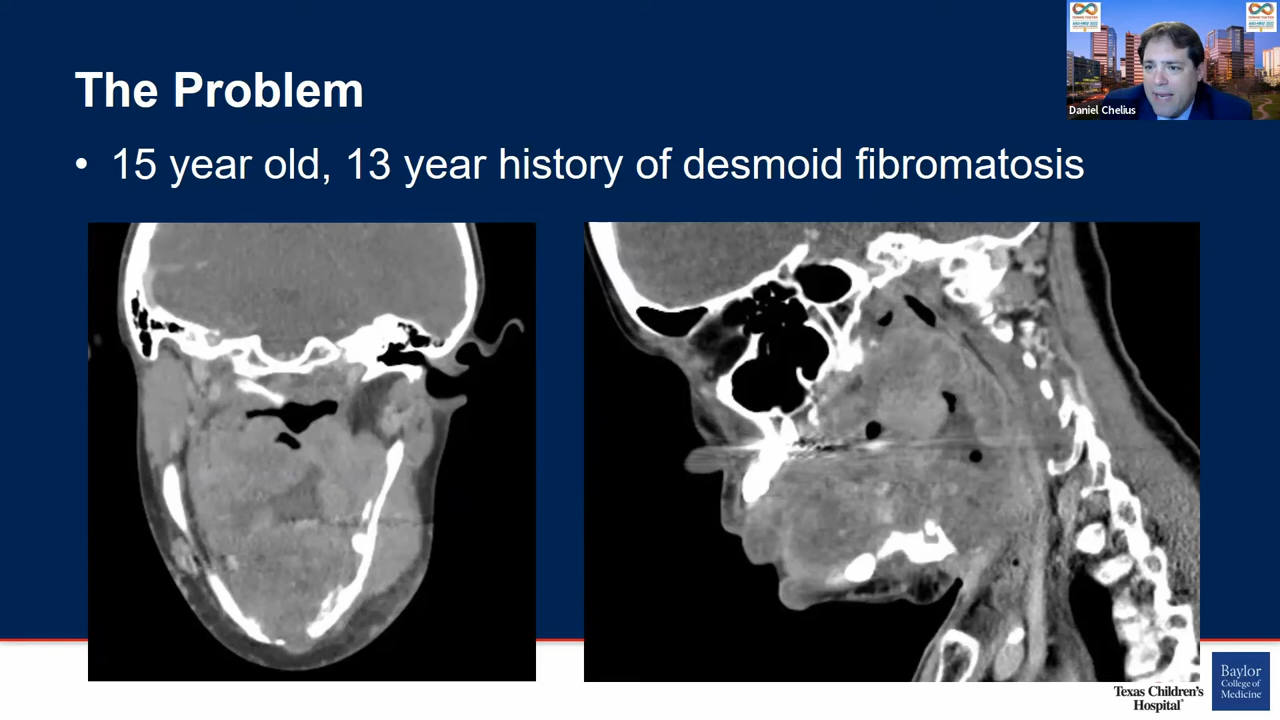 The Problem
• 15 year old, 13 year history of desmoid fibromatosis
Daniel Chelius
Texas Children's
Hospital®
Baylor
College of
Medicine